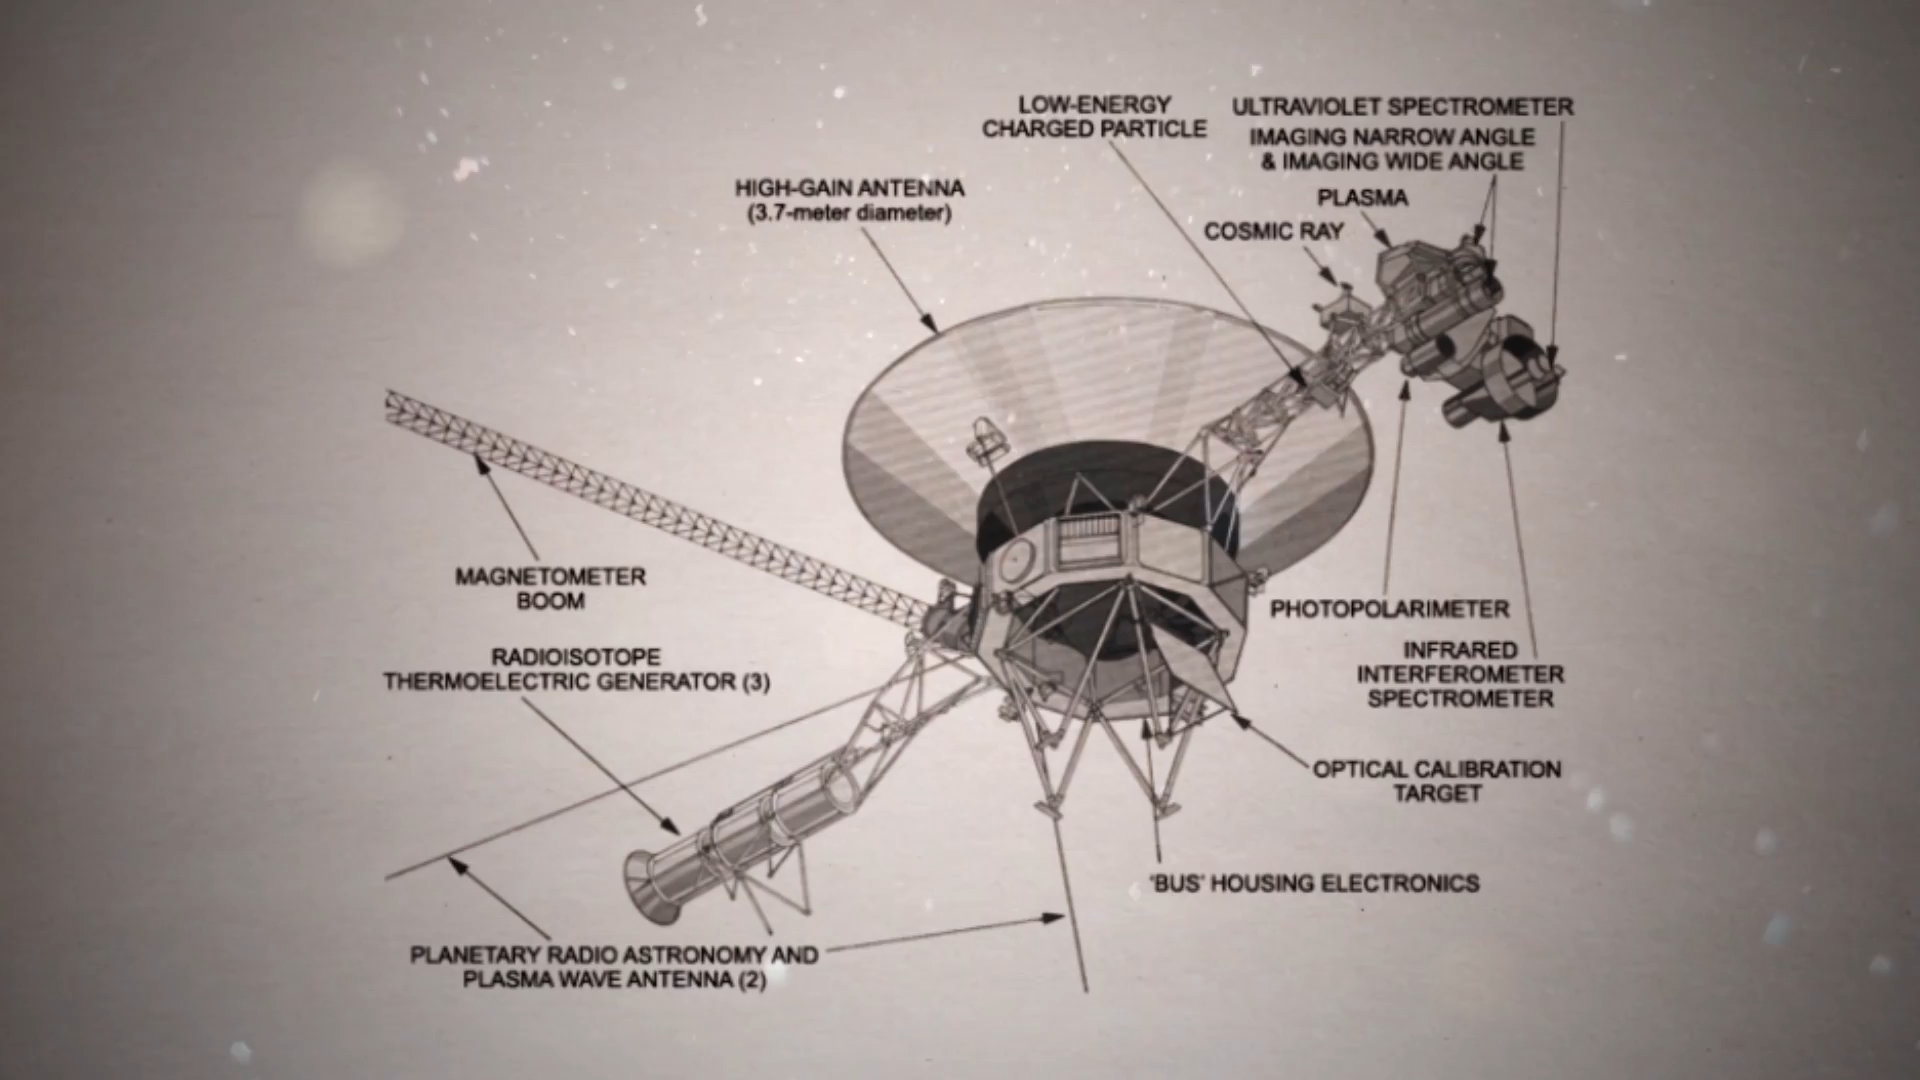 LOW-ENERGY
CHARGED PARTICLE
ULTRAVIOLET SPECTROMETER
IMAGING NARROW ANGLE
& IMAGING WIDE ANGLE
PLASMA
COSMIC RAY
HIGH-GAIN ANTENNA
(3.7-meter diameter)
MAGNETOMETER
BOOM
RADIOISOTOPE
THERMOELECTRIC GENERATOR (3)
PHOTOPOLARIMETER
INFRARED
INTERFEROMETER
SPECTROMETER
OPTICAL CALIBRATION
TARGET
'BUS' HOUSING ELECTRONICS
PLANETARY RADIO ASTRONOMY AND
PLASMA WAVE ANTENNA (2)